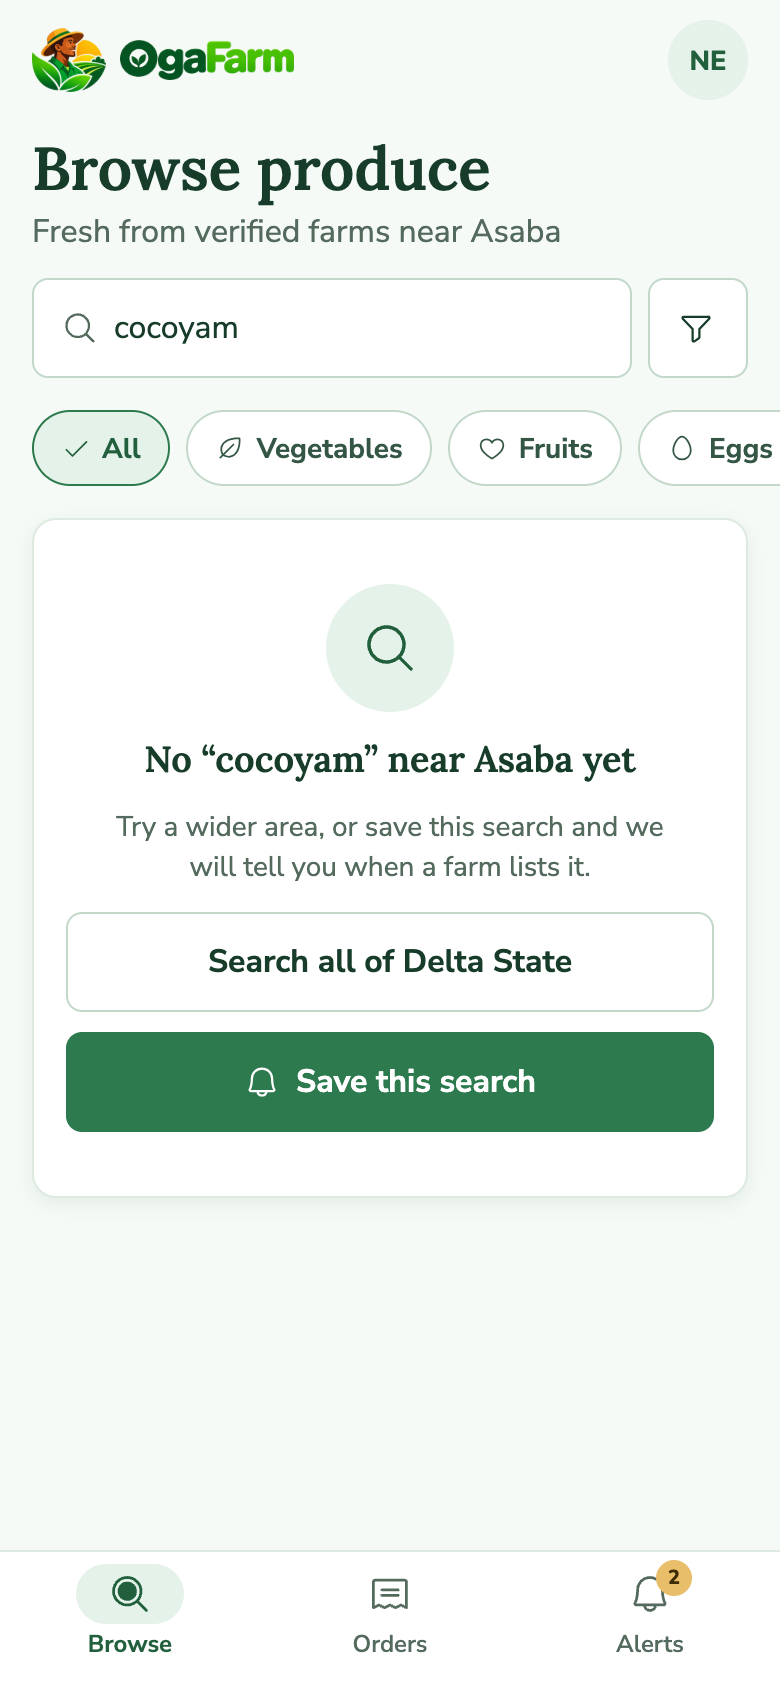 OgaFarm
NE
Browse produce
Fresh from verified farms near Asaba
cocoyam
All
Vegetables
Fruits
Eggs
No “cocoyam” near Asaba yet
Try a wider area, or save this search and we
will tell you when a farm lists it.
Search all of Delta State
Save this search
2
Browse
Orders
Alerts